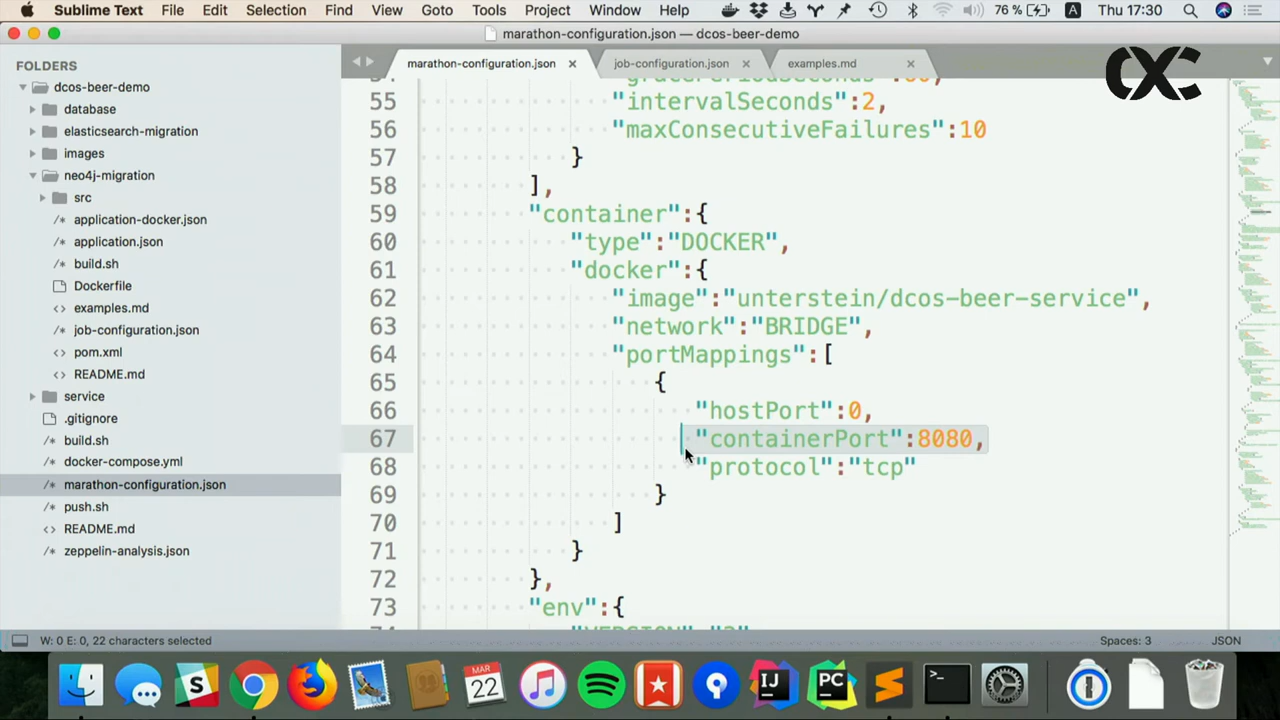 Sublime Text File Edit Selection Find View Goto Tools Project Window Help 76 % A Thu 17:30
marathon-configuration.json — dcos-beer-demo
FOLDERS
dcos-beer-demo
database
elasticsearch-migration
images
neo4j-migration
src
/* application-docker.json
/* application.json
/* build.sh
Dockerfile
<> examples.md
/* job-configuration.json
<> pom.xml
<> README.md
service
/* .gitignore
/* build.sh
/* docker-compose.yml
/* marathon-configuration.json
/* push.sh
<> README.md
/* zeppelin-analysis.json
marathon-configuration.json × job-configuration.json × examples.md ×
55 "intervalSeconds":2,
56 "maxConsecutiveFailures":10
57 }
58 ],
59 "container":{
60 "type":"DOCKER",
61 "docker":{
62 "image":"unterstein/dcos-beer-service",
63 "network":"BRIDGE",
64 "portMappings":[
65 {
66 "hostPort":0,
67 "containerPort":8080,
68 "protocol":"tcp"
69 }
70 ]
71 }
72 },
73 "env":{
W: 0 E: 0, 22 characters selected Spaces: 3 JSON
MAR
22
IJ
PC
>_